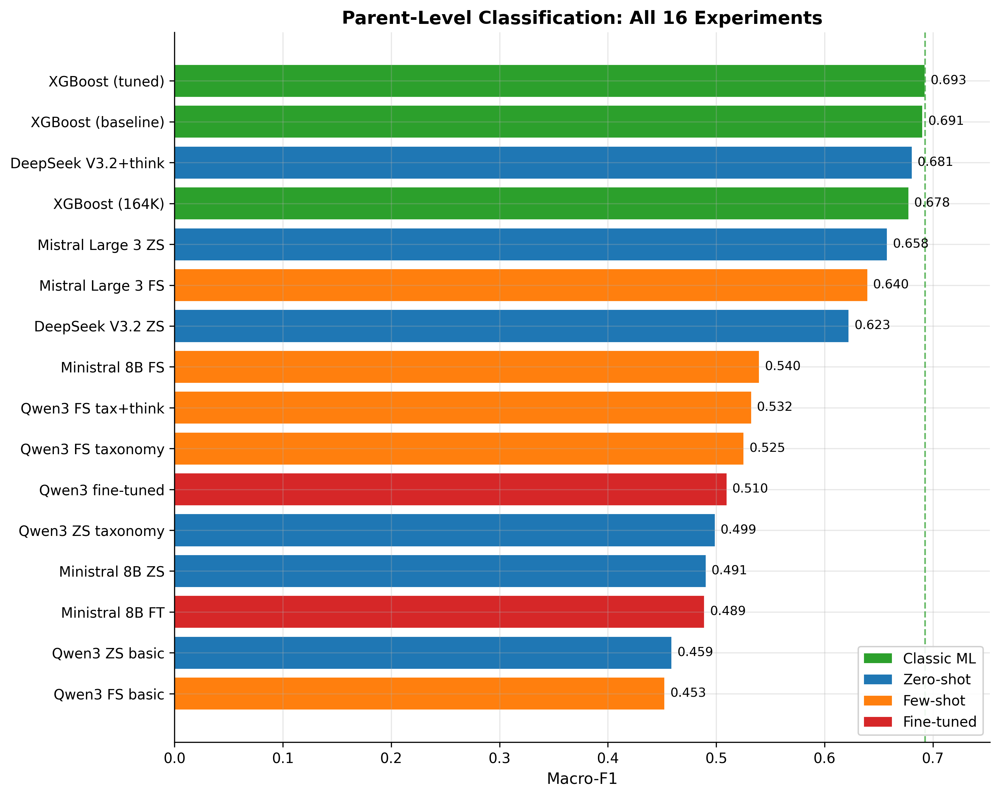 Parent-Level Classification: All 16 Experiments
XGBoost (tuned) 0.693
XGBoost (baseline) 0.691
DeepSeek V3.2+think 0.681
XGBoost (164K) 0.678
Mistral Large 3 ZS 0.658
Mistral Large 3 FS 0.640
DeepSeek V3.2 ZS 0.623
Ministral 8B FS 0.540
Qwen3 FS tax+think 0.532
Qwen3 FS taxonomy 0.525
Qwen3 fine-tuned 0.510
Qwen3 ZS taxonomy 0.499
Ministral 8B ZS 0.491
Ministral 8B FT 0.489
Qwen3 ZS basic 0.459
Qwen3 FS basic 0.453
Classic ML
Zero-shot
Few-shot
Fine-tuned
0.0 0.1 0.2 0.3 0.4 0.5 0.6 0.7
Macro-F1